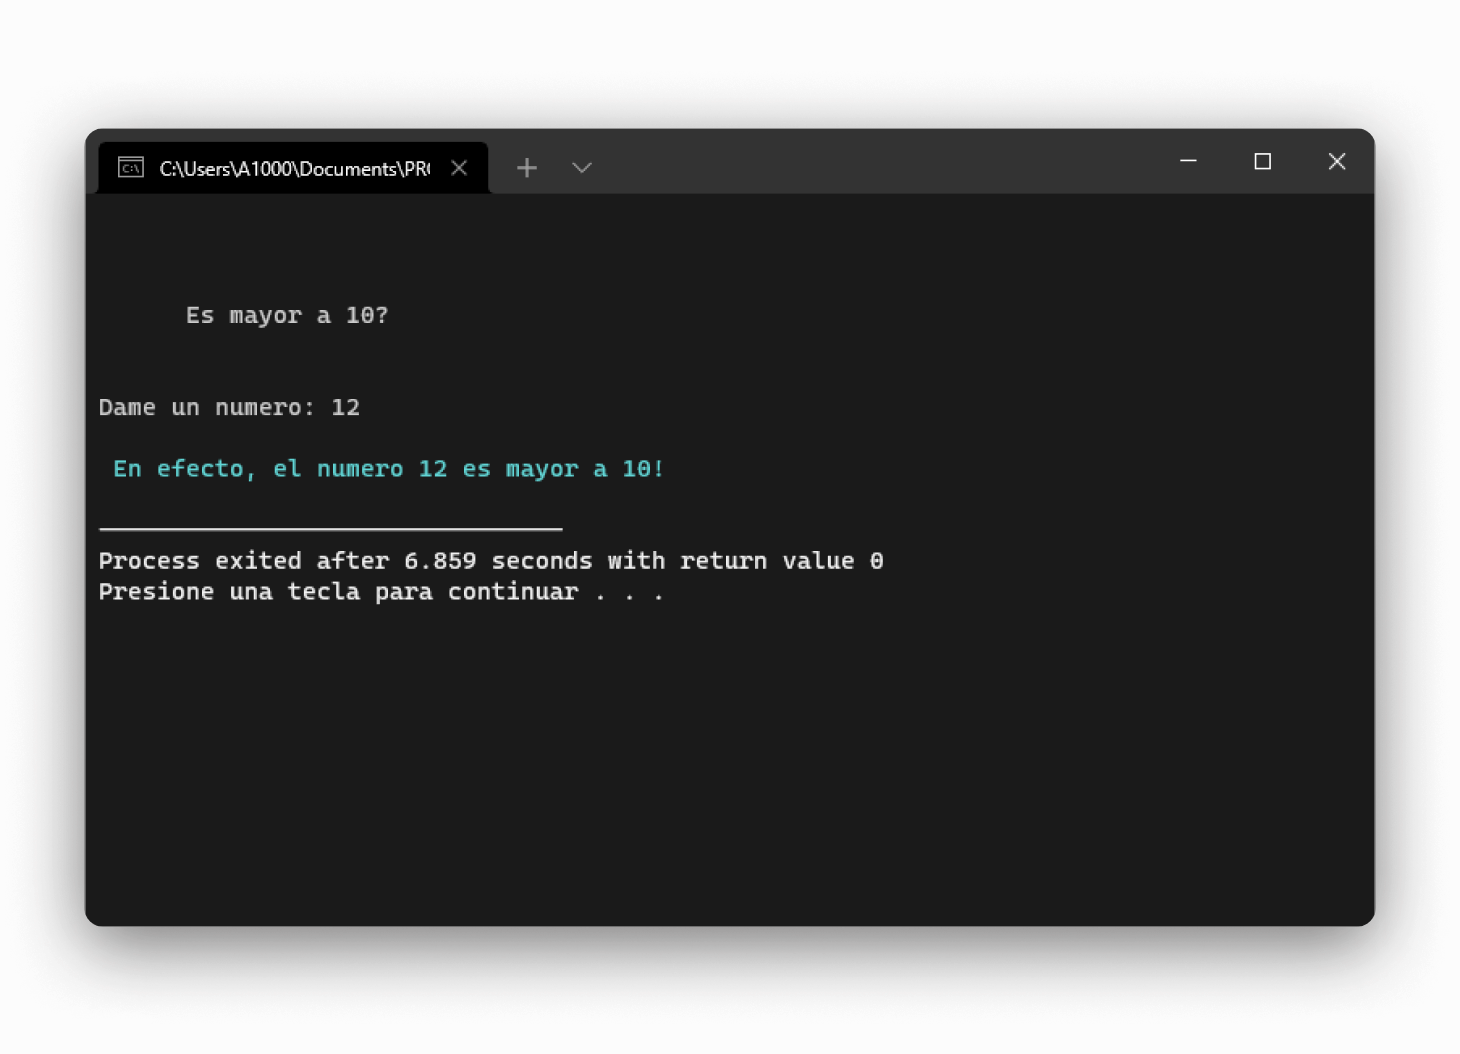 C:\Users\A1000\Documents\PR
Es mayor a 10?
Dame un numero: 12
En efecto, el numero 12 es mayor a 10!
Process exited after 6.859 seconds with return value 0
Presione una tecla para continuar . . .